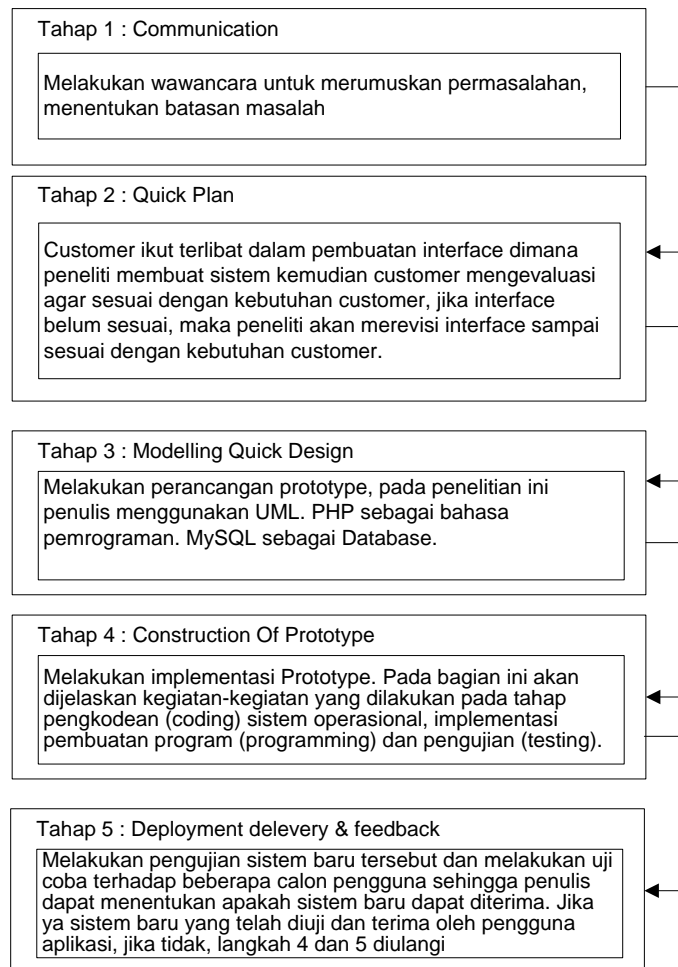 Tahap 1 : Communication
Melakukan wawancara untuk merumuskan permasalahan,
menentukan batasan masalah
Tahap 2 : Quick Plan
Customer ikut terlibat dalam pembuatan interface dimana
peneliti membuat sistem kemudian customer mengevaluasi
agar sesuai dengan kebutuhan customer, jika interface
belum sesuai, maka peneliti akan merevisi interface sampai
sesuai dengan kebutuhan customer.
Tahap 3 : Modelling Quick Design
Melakukan perancangan prototype, pada penelitian ini
penulis menggunakan UML. PHP sebagai bahasa
pemrograman. MySQL sebagai Database.
Tahap 4 : Construction Of Prototype
Melakukan implementasi Prototype. Pada bagian ini akan
dijelaskan kegiatan-kegiatan yang dilakukan pada tahap
pengkodean (coding) sistem operasional, implementasi
pembuatan program (programming) dan pengujian (testing).
Tahap 5 : Deployment delevery & feedback
Melakukan pengujian sistem baru tersebut dan melakukan uji
coba terhadap beberapa calon pengguna sehingga penulis
dapat menentukan apakah sistem baru dapat diterima. Jika
ya sistem baru yang telah diuji dan terima oleh pengguna
aplikasi, jika tidak, langkah 4 dan 5 diulangi